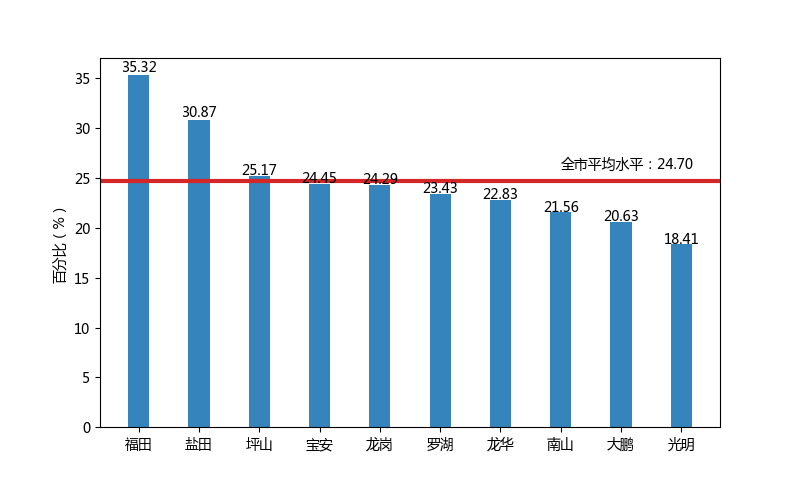 35.32
30.87
25.17
24.45
24.29
23.43
22.83
21.56
20.63
18.41
全市平均水平：24.70
百分比（%）
35
30
25
20
15
10
5
0
福田
盐田
坪山
宝安
龙岗
罗湖
龙华
南山
大鹏
光明